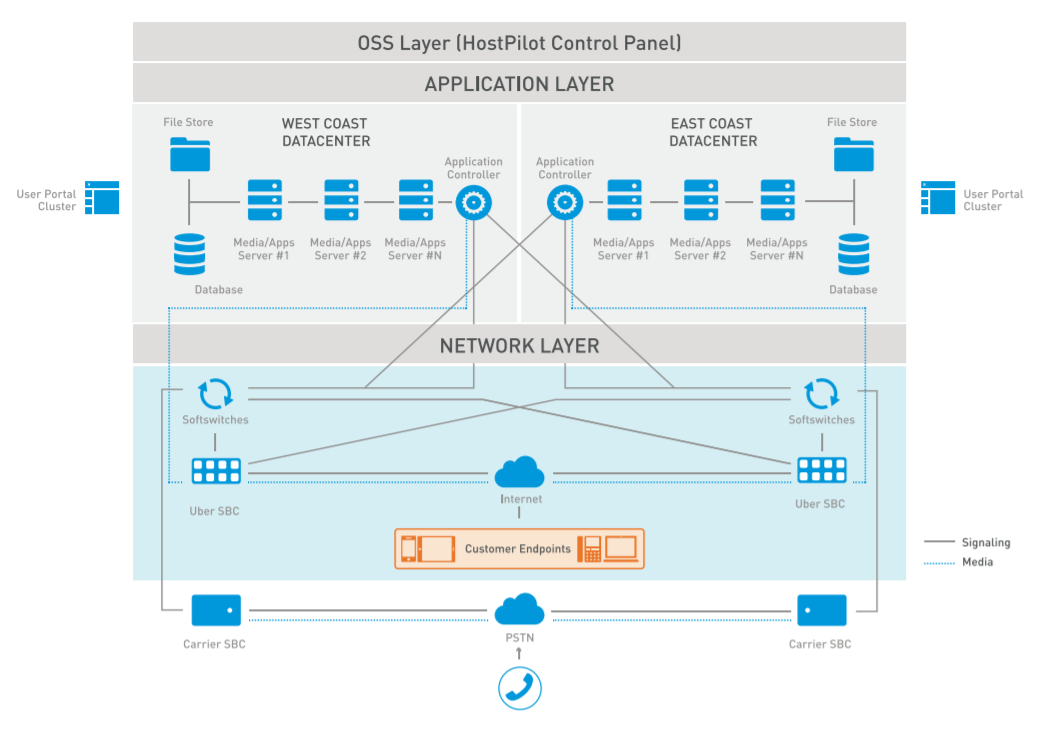 OSS Layer (HostPilot Control Panel)
APPLICATION LAYER
File Store
WEST COAST
DATACENTER
EAST COAST
DATACENTER
File Store
Application
Controller
Application
Controller
User Portal
Cluster
User Portal
Cluster
Media/Apps
Server #1
Media/Apps
Server #2
Media/Apps
Server #N
Media/Apps
Server #1
Media/Apps
Server #2
Media/Apps
Server #N
Database
Database
NETWORK LAYER
Softswitches
Softswitches
Uber SBC
Internet
Uber SBC
Customer Endpoints
Signaling
Media
Carrier SBC
PSTN
Carrier SBC